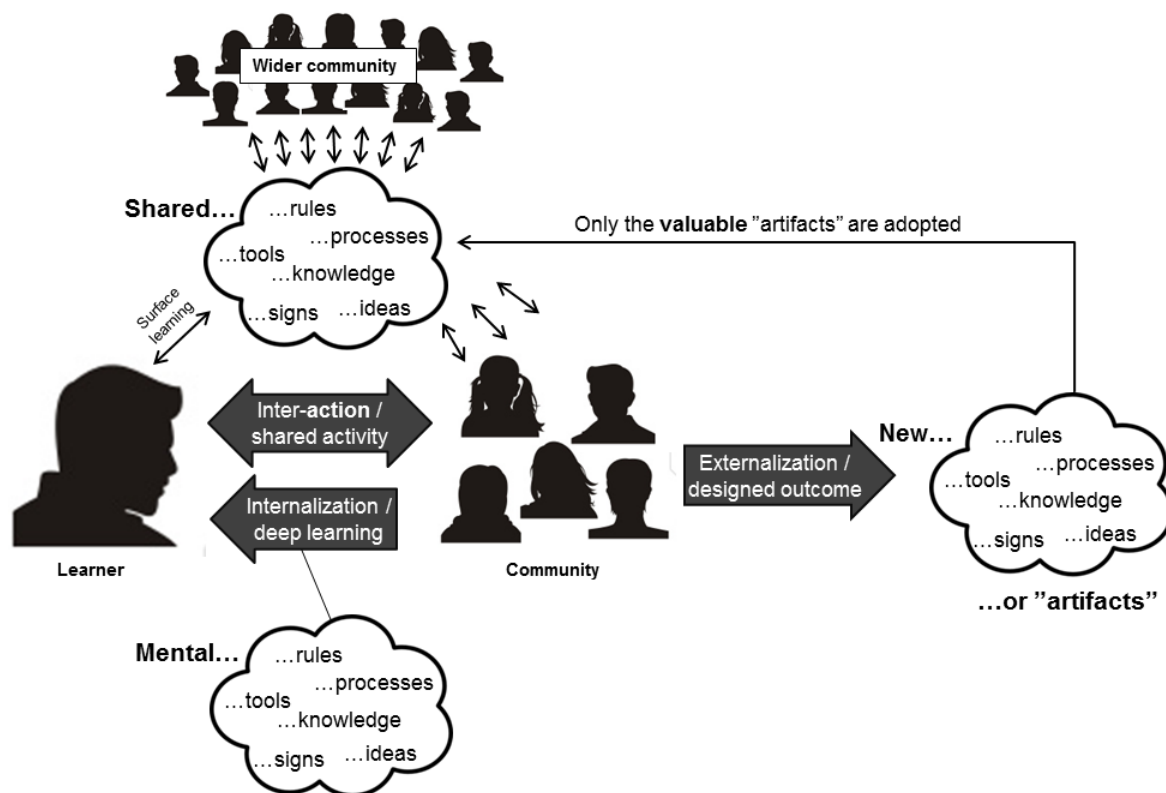 Wider community
Shared…
…rules
…processes
…tools
…knowledge
…signs
…ideas
Only the valuable ”artifacts” are adopted
Surface
learning
Inter-action /
shared activity
Internalization /
deep learning
Learner
Community
Externalization /
designed outcome
New…
…rules
…processes
…tools
…knowledge
…signs
…ideas
…or ”artifacts”
Mental…
…rules
…processes
…tools
…knowledge
…signs
…ideas